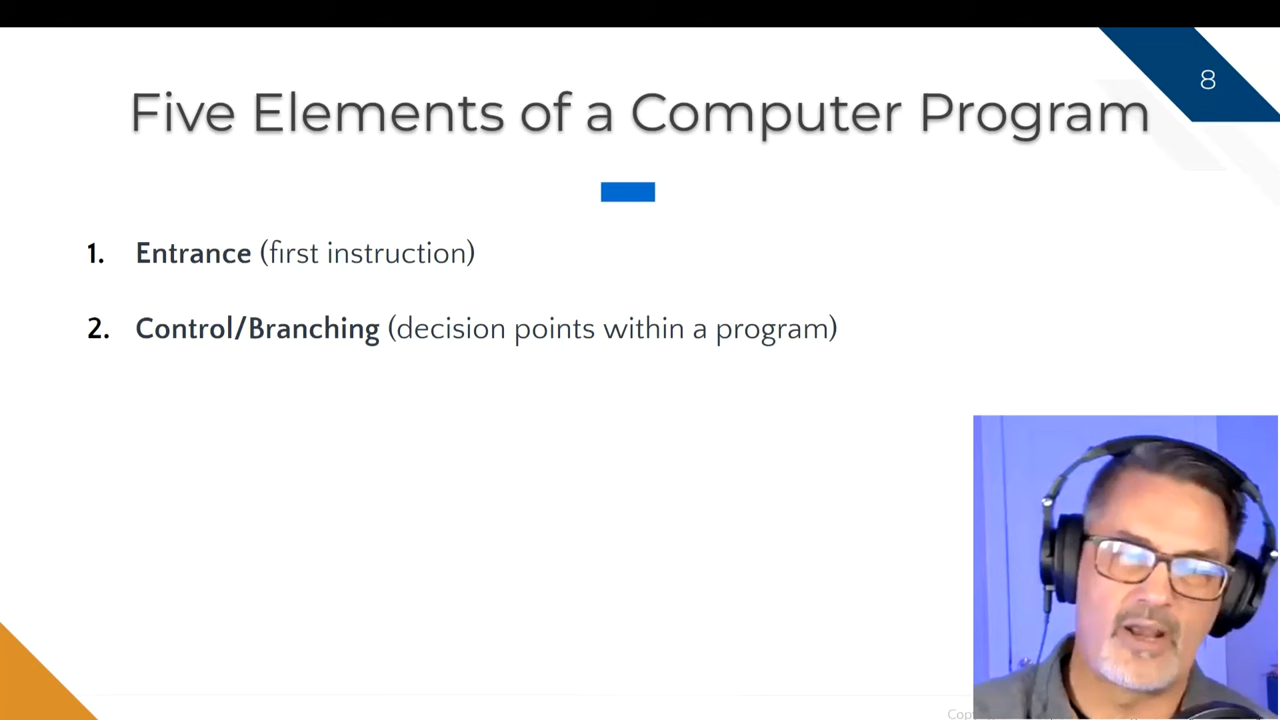 8
Five Elements of a Computer Program
1. Entrance (first instruction)
2. Control/Branching (decision points within a program)